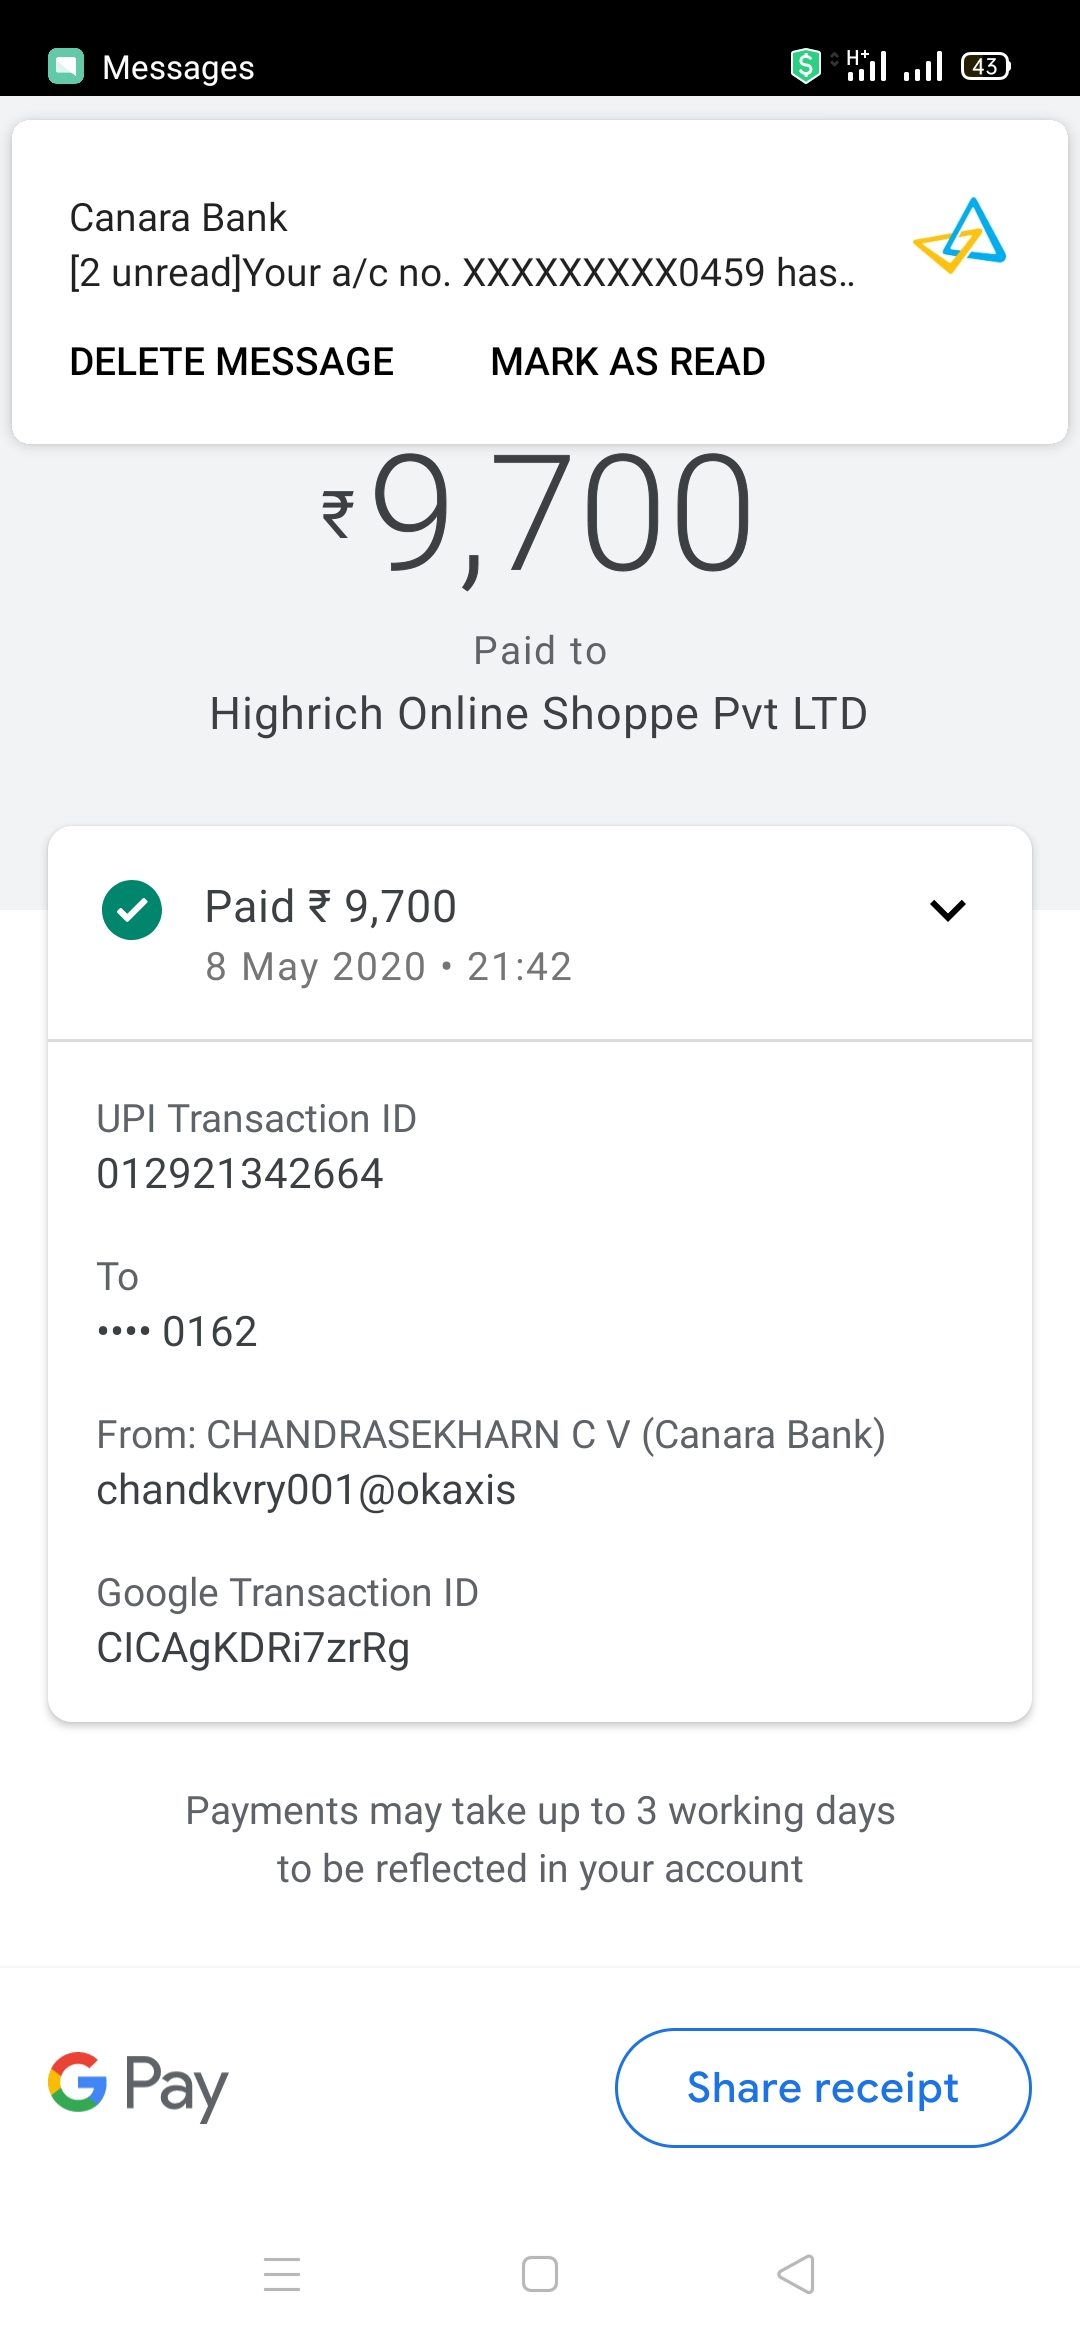 Messages
H+
43
Canara Bank
[2 unread]Your a/c no. XXXXXXXXX0459 has..
DELETE MESSAGE MARK AS READ
₹9,700
Paid to
Highrich Online Shoppe Pvt LTD
Paid ₹ 9,700
8 May 2020 • 21:42
UPI Transaction ID
012921342664
To
•••• 0162
From: CHANDRASEKHARN C V (Canara Bank)
chandkvry001@okaxis
Google Transaction ID
CICAgKDRi7zrRg
Payments may take up to 3 working days
to be reflected in your account
G Pay
Share receipt